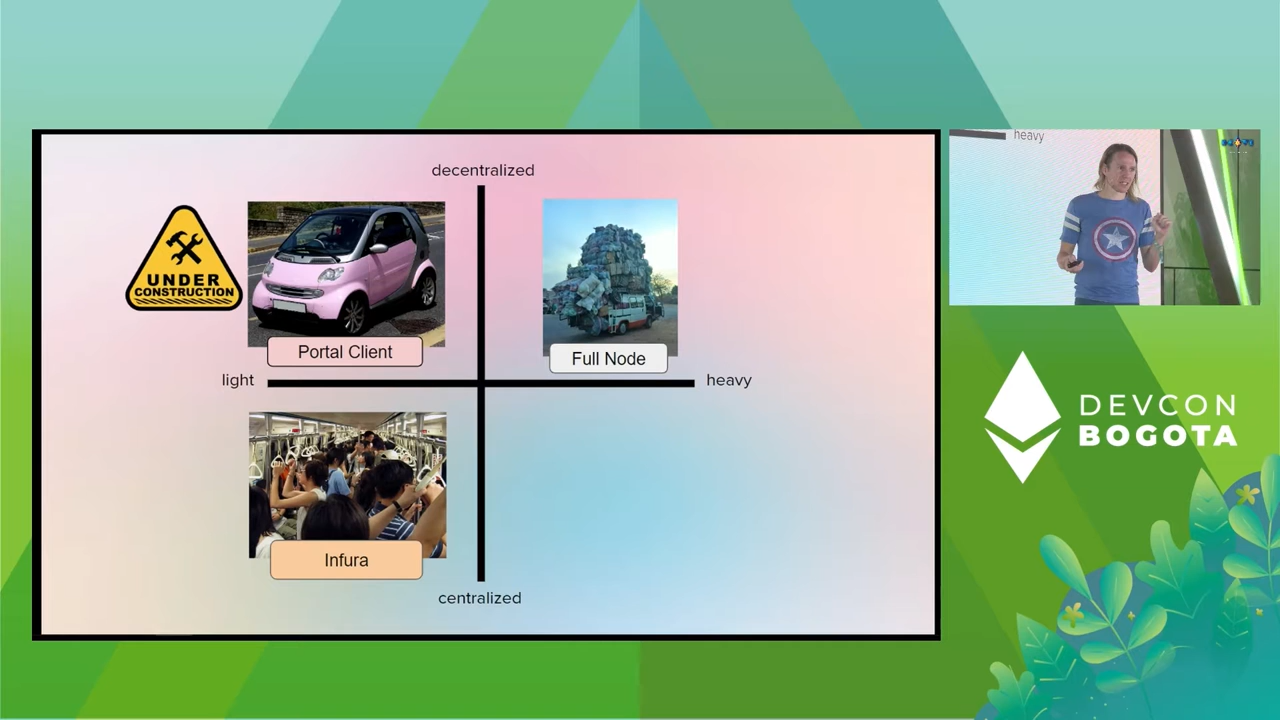 decentralized
UNDER
CONSTRUCTION
Portal Client
Full Node
light
heavy
Infura
centralized
heavy
DEVCON
BOGOTA